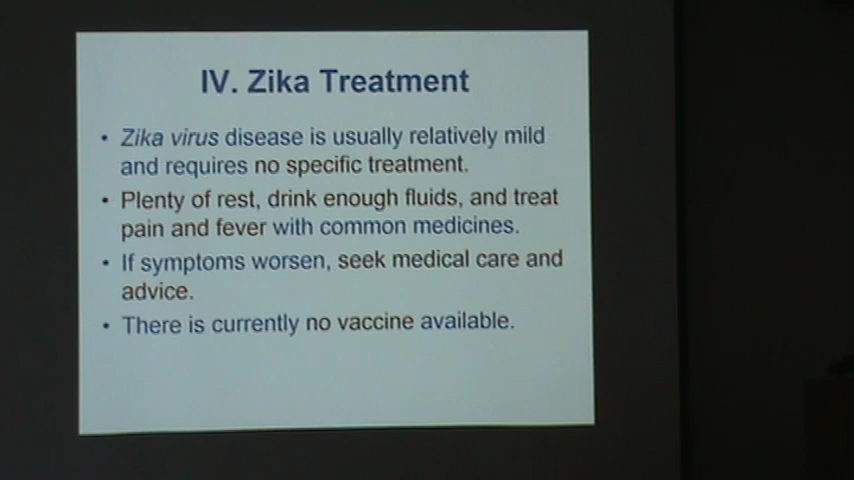 IV. Zika Treatment
• Zika virus disease is usually relatively mild
and requires no specific treatment.
• Plenty of rest, drink enough fluids, and treat
pain and fever with common medicines.
• If symptoms worsen, seek medical care and
advice.
• There is currently no vaccine available.